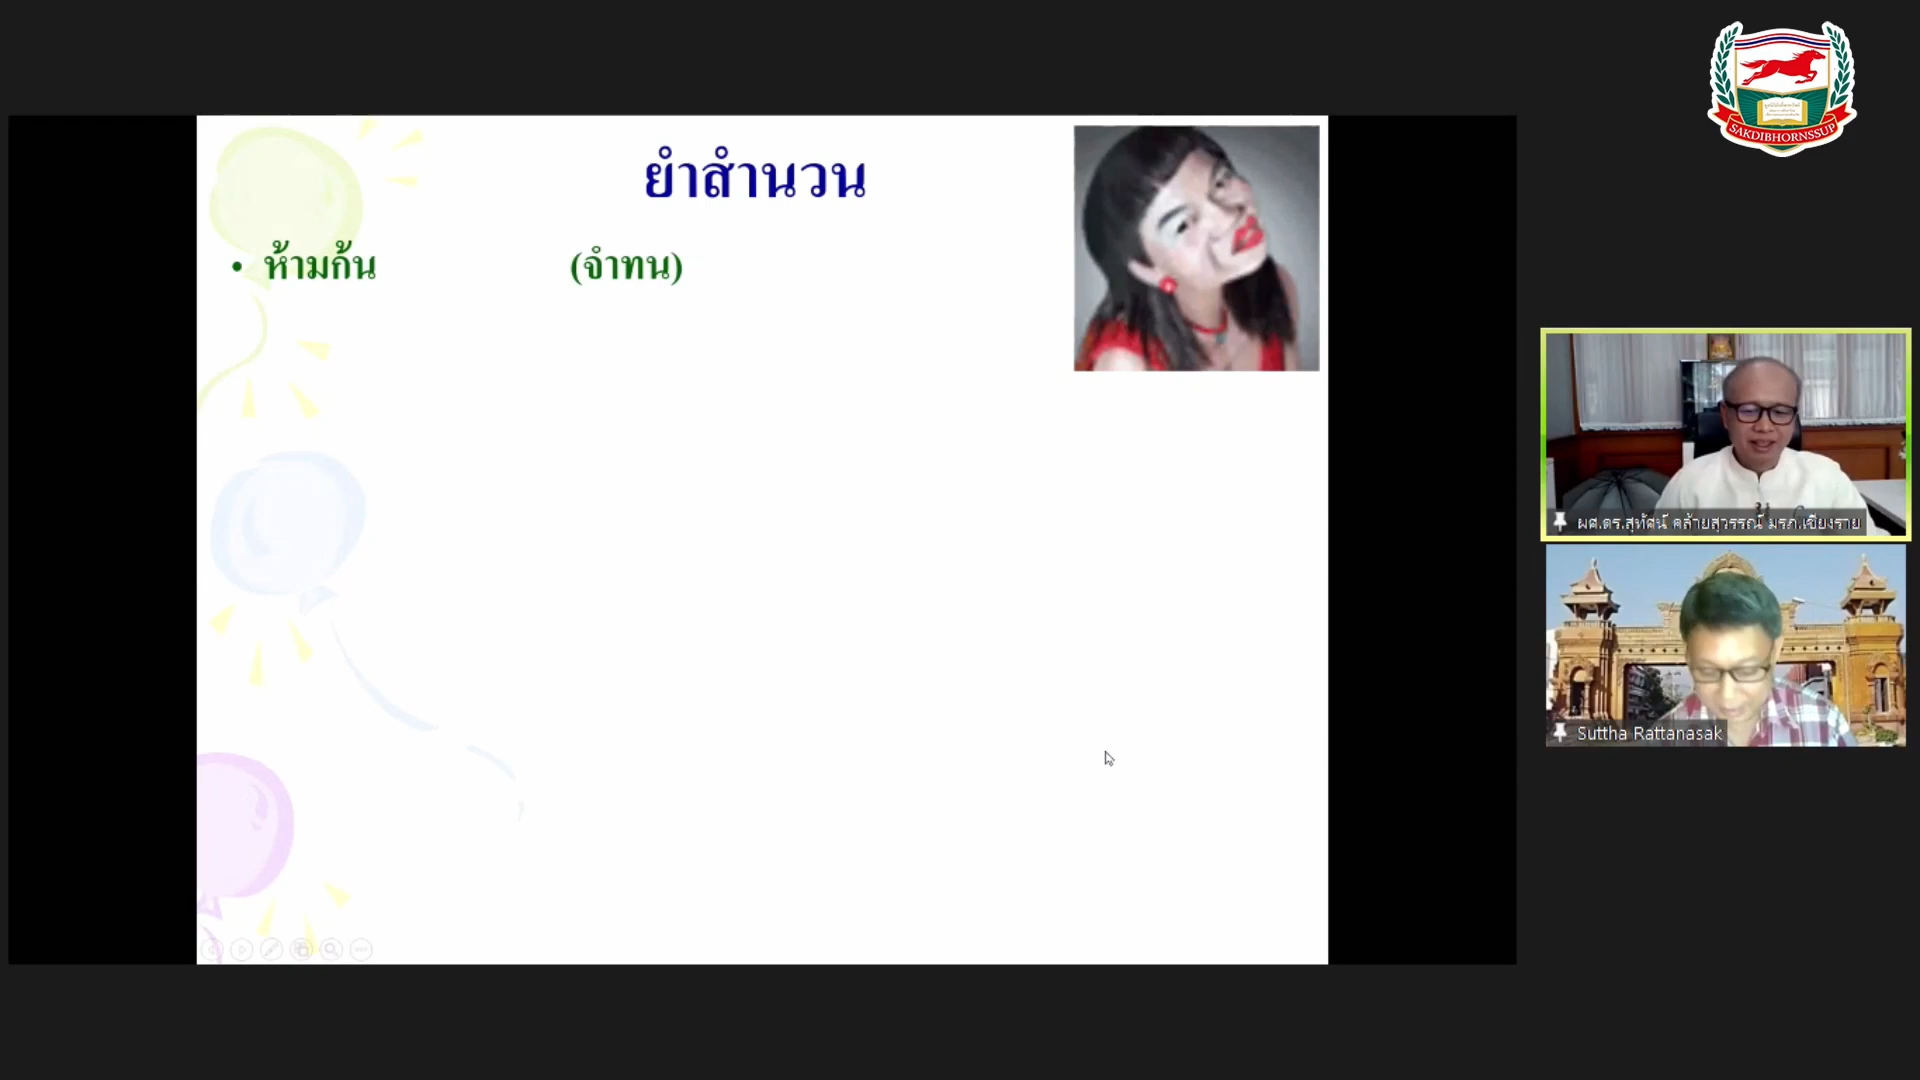 ยำสำนวน
• ห้ามก้น (จำทน)
SAKDIBHORNSSUP
ผศ.ดร.สุทัศน์ คล้ายสุวรรณ์ มรภ.เชียงราย
Suttha Rattanasak